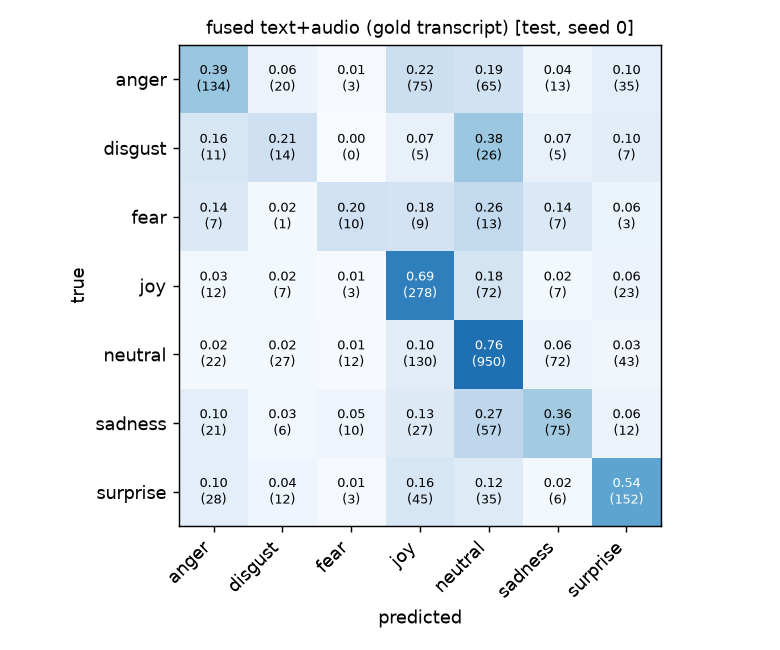 fused text+audio (gold transcript) [test, seed 0]
anger
0.39 0.06 0.01 0.22 0.19 0.04 0.10
(134) (20) (3) (75) (65) (13) (35)
disgust
0.16 0.21 0.00 0.07 0.38 0.07 0.10
(11) (14) (0) (5) (26) (5) (7)
fear
0.14 0.02 0.20 0.18 0.26 0.14 0.06
(7) (1) (10) (9) (13) (7) (3)
true
joy
0.03 0.02 0.01 0.69 0.18 0.02 0.06
(12) (7) (3) (278) (72) (7) (23)
neutral
0.02 0.02 0.01 0.10 0.76 0.06 0.03
(22) (27) (12) (130) (950) (72) (43)
sadness
0.10 0.03 0.05 0.13 0.27 0.36 0.06
(21) (6) (10) (27) (57) (75) (12)
surprise
0.10 0.04 0.01 0.16 0.12 0.02 0.54
(28) (12) (3) (45) (35) (6) (152)
anger disgust fear joy neutral sadness surprise
predicted